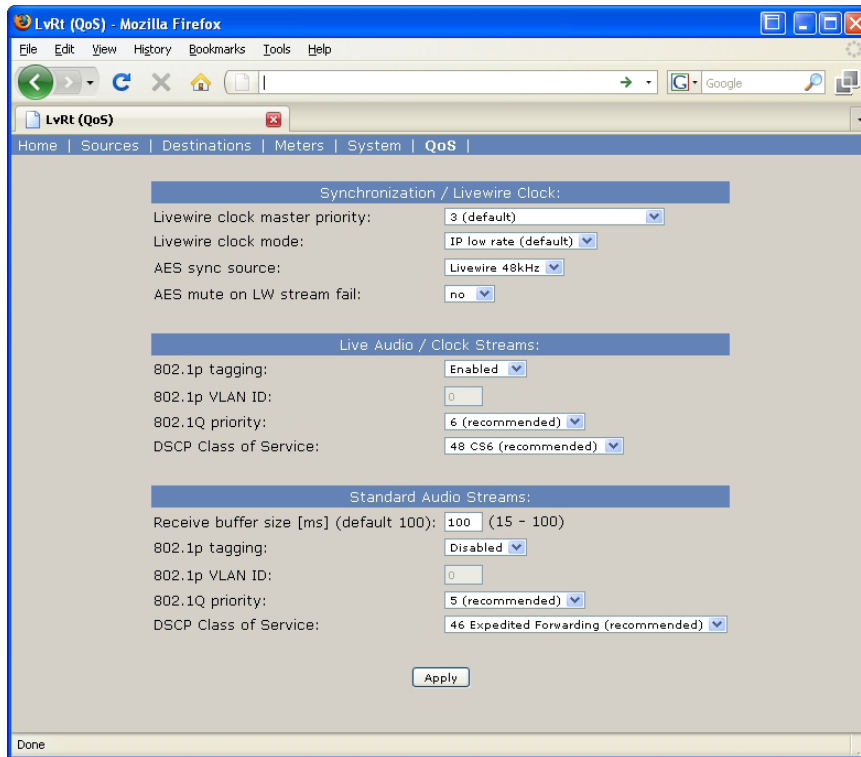 LvRt (QoS) - Mozilla Firefox
File Edit View History Bookmarks Tools Help
G Google
LvRt (QoS)
Home | Sources | Destinations | Meters | System | QoS |
Synchronization / Livewire Clock:
Livewire clock master priority: 3 (default)
Livewire clock mode: IP low rate (default)
AES sync source: Livewire 48kHz
AES mute on LW stream fail: no
Live Audio / Clock Streams:
802.1p tagging: Enabled
802.1p VLAN ID: 0
802.1Q priority: 6 (recommended)
DSCP Class of Service: 48 CS6 (recommended)
Standard Audio Streams:
Receive buffer size [ms] (default 100): 100 (15 - 100)
802.1p tagging: Disabled
802.1p VLAN ID: 0
802.1Q priority: 5 (recommended)
DSCP Class of Service: 46 Expedited Forwarding (recommended)
Apply
Done